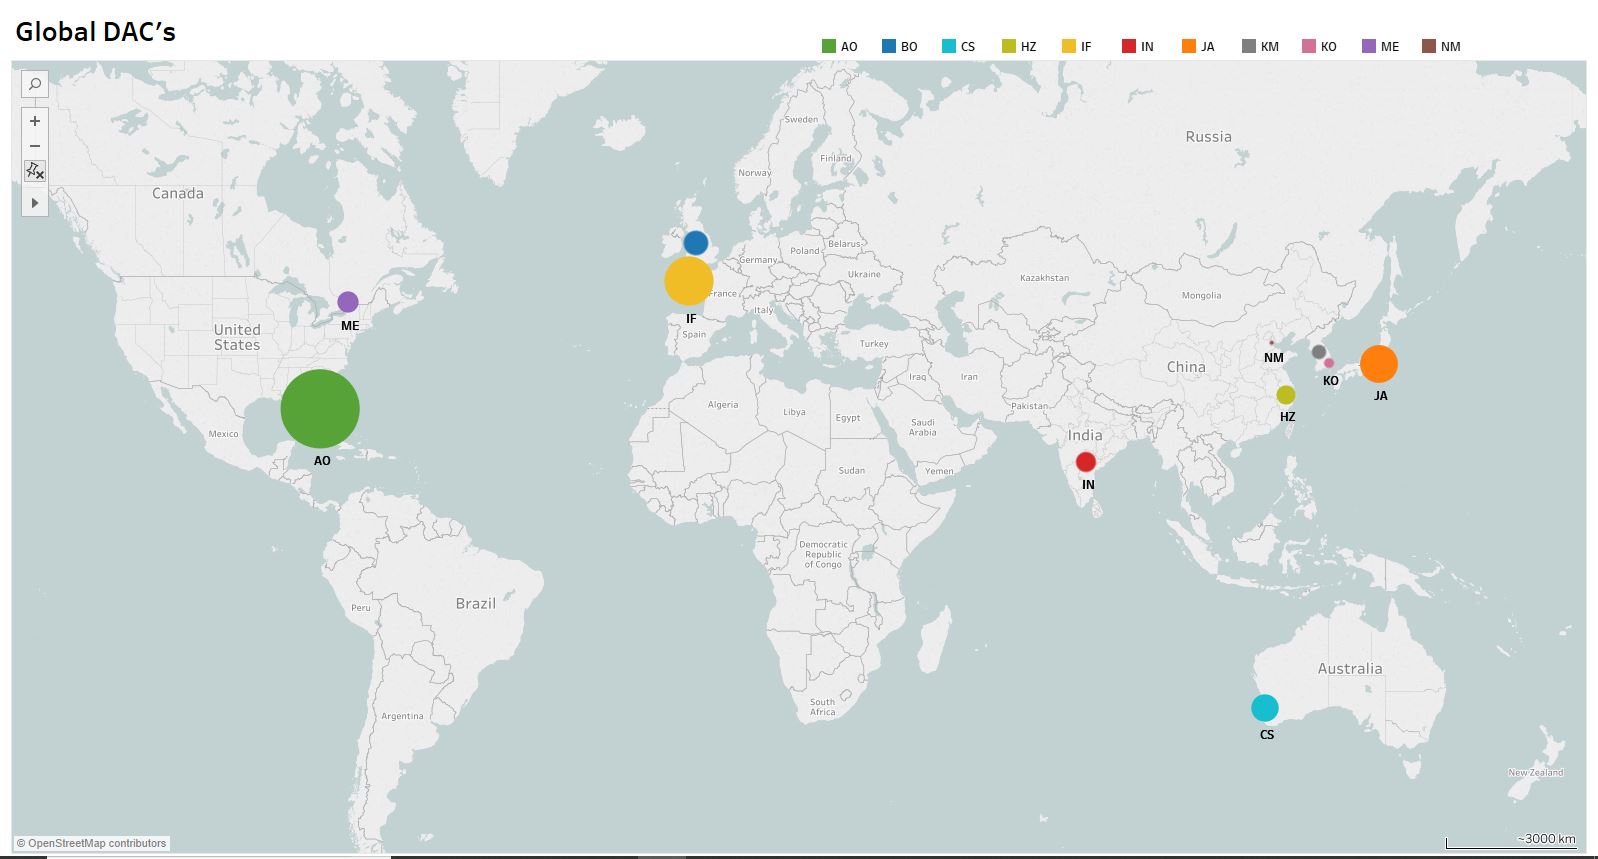 Global DAC's
AO BO CS HZ IF IN JA KM KO ME NM
Sweden
Russia
Finland
Norway
Canada
Belarus
Poland
Germany
Ukraine
Kazakhstan
France
Mongolia
ME
Italy
IF
United
States
Spain
Turkey
NM
China
KO
Iraq
Iran
JA
Algeria
Pakistan
Libya
Egypt
HZ
Saudi
Arabia
Mexico
India
AO
Sudan
Yemen
IN
Democratic
Republic
of Congo
Peru
Brazil
Australia
South
Africa
Argentina
CS
New Zealand
~3000 km
© OpenStreetMap contributors